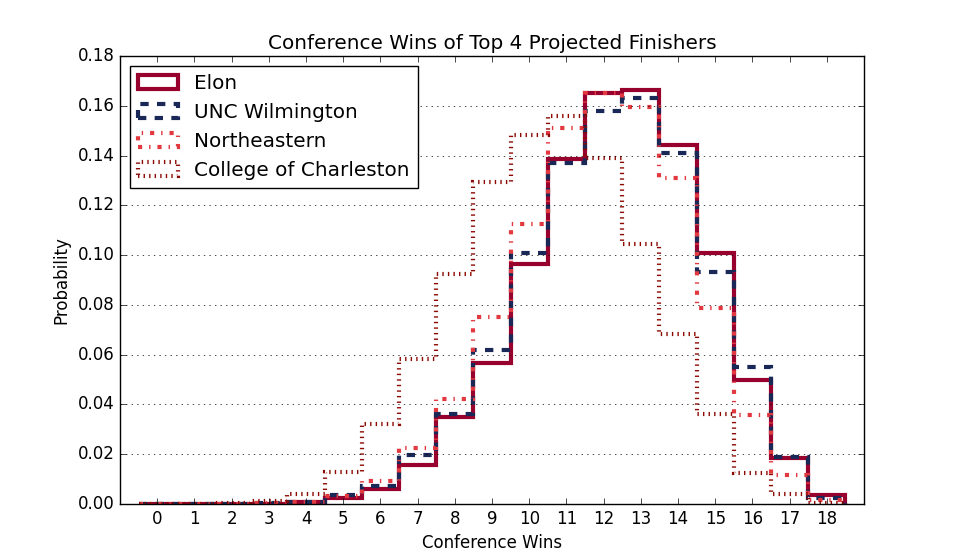 Conference Wins of Top 4 Projected Finishers
0.18
0.16
0.14
0.12
0.10
0.08
0.06
0.04
0.02
0.00
Probability
Elon
UNC Wilmington
Northeastern
College of Charleston
0 1 2 3 4 5 6 7 8 9 10 11 12 13 14 15 16 17 18
Conference Wins